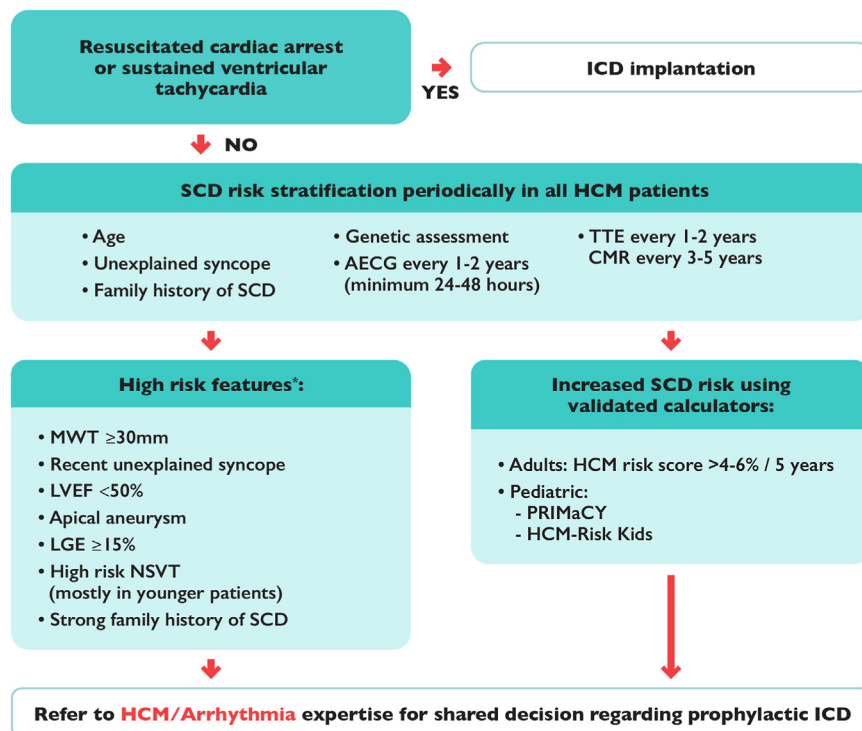 Resuscitated cardiac arrest
or sustained ventricular
tachycardia
YES
ICD implantation
NO
SCD risk stratification periodically in all HCM patients
• Age
• Unexplained syncope
• Family history of SCD
• Genetic assessment
• AECG every 1-2 years
(minimum 24-48 hours)
• TTE every 1-2 years
CMR every 3-5 years
High risk features*:
• MWT ≥30mm
• Recent unexplained syncope
• LVEF <50%
• Apical aneurysm
• LGE ≥15%
• High risk NSVT
(mostly in younger patients)
• Strong family history of SCD
Increased SCD risk using
validated calculators:
• Adults: HCM risk score >4-6% / 5 years
• Pediatric:
- PRIMaCY
- HCM-Risk Kids
Refer to HCM/Arrhythmia expertise for shared decision regarding prophylactic ICD